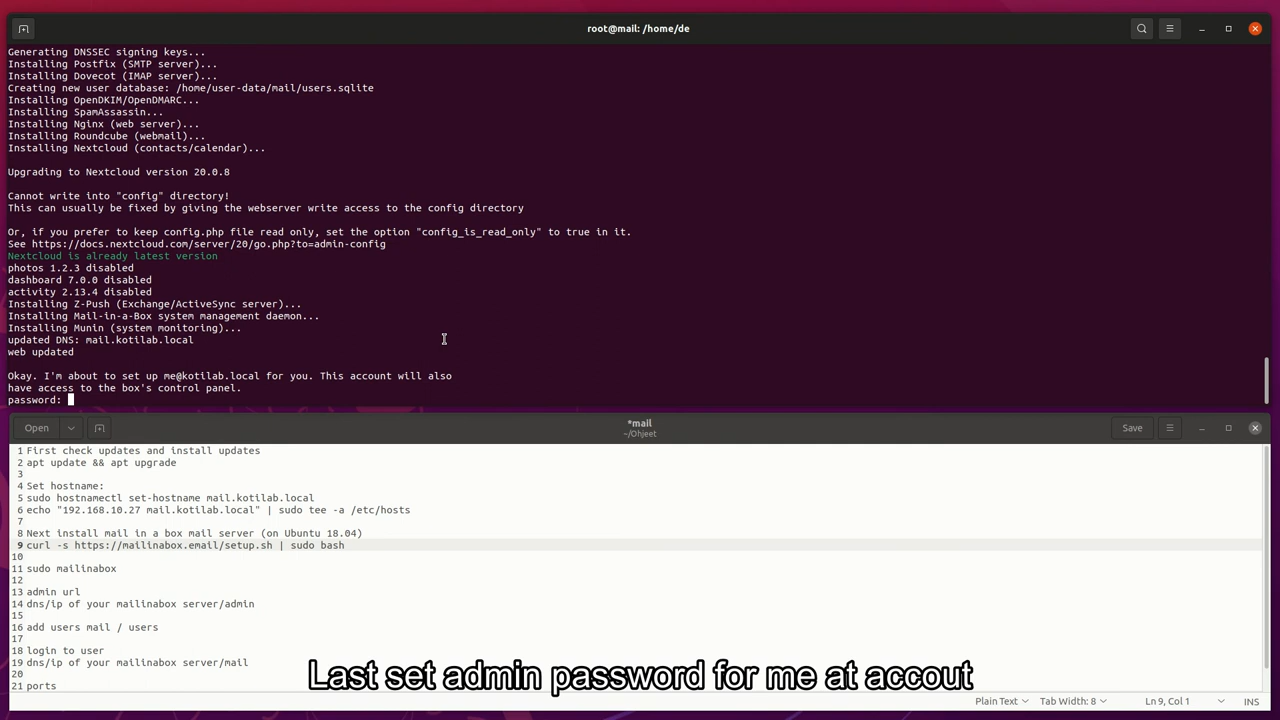 root@mail: /home/de
Generating DNSSEC signing keys...
Installing Postfix (SMTP server)...
Installing Dovecot (IMAP server)...
Creating new user database: /home/user-data/mail/users.sqlite
Installing OpenDKIM/OpenDMARC...
Installing SpamAssassin...
Installing Nginx (web server)...
Installing Roundcube (webmail)...
Installing Nextcloud (contacts/calendar)...
Upgrading to Nextcloud version 20.0.8
Cannot write into "config" directory!
This can usually be fixed by giving the webserver write access to the config directory
Or, if you prefer to keep config.php file read only, set the option "config_is_read_only" to true in it.
See https://docs.nextcloud.com/server/20/go.php?to=admin-config
Nextcloud is already latest version
photos 1.2.3 disabled
dashboard 7.0.0 disabled
activity 2.13.4 disabled
Installing Z-Push (Exchange/ActiveSync server)...
Installing Mail-in-a-Box system management daemon...
Installing Munin (system monitoring)...
updated DNS: mail.kotilab.local
web updated
Okay. I'm about to set up me@kotilab.local for you. This account will also
have access to the box's control panel.
password:
Open
*mail
~/Ohjeet
Save
1 First check updates and install updates
2 apt update && apt upgrade
3
4 Set hostname:
5 sudo hostnamectl set-hostname mail.kotilab.local
6 echo "192.168.10.27 mail.kotilab.local" | sudo tee -a /etc/hosts
7
8 Next install mail in a box mail server (on Ubuntu 18.04)
9 curl -s https://mailinabox.email/setup.sh | sudo bash
10
11 sudo mailinabox
12
13 admin url
14 dns/ip of your mailinabox server/admin
15
16 add users mail / users
17
18 login to user
19 dns/ip of your mailinabox server/mail
20
21 ports
Last set admin password for me at accout
Plain Text
Tab Width: 8
Ln 9, Col 1
INS